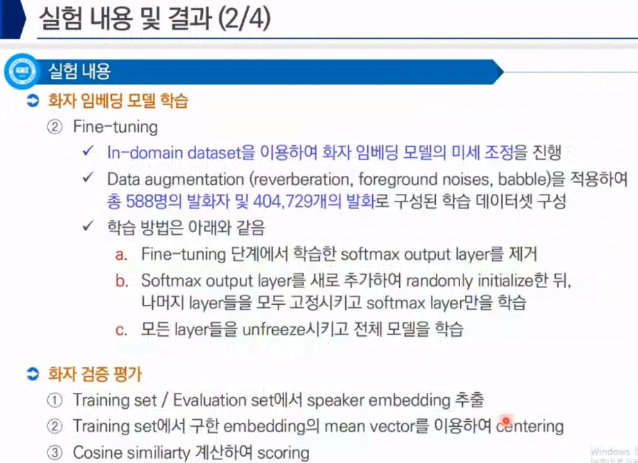 실험 내용 및 결과 (2/4)
실험 내용
화자 임베딩 모델 학습
② Fine-tuning
✓ In-domain dataset을 이용하여 화자 임베딩 모델의 미세 조정을 진행
✓ Data augmentation (reverberation, foreground noises, babble)을 적용하여
총 588명의 발화자 및 404,729개의 발화로 구성된 학습 데이터셋 구성
✓ 학습 방법은 아래와 같음
a. Fine-tuning 단계에서 학습한 softmax output layer를 제거
b. Softmax output layer를 새로 추가하여 randomly initialize한 뒤,
나머지 layer들을 모두 고정시키고 softmax layer만을 학습
c. 모든 layer들을 unfreeze시키고 전체 모델을 학습
화자 검증 평가
① Training set / Evaluation set에서 speaker embedding 추출
② Training set에서 구한 embedding의 mean vector를 이용하여 centering
③ Cosine similiarty 계산하여 scoring
Windows